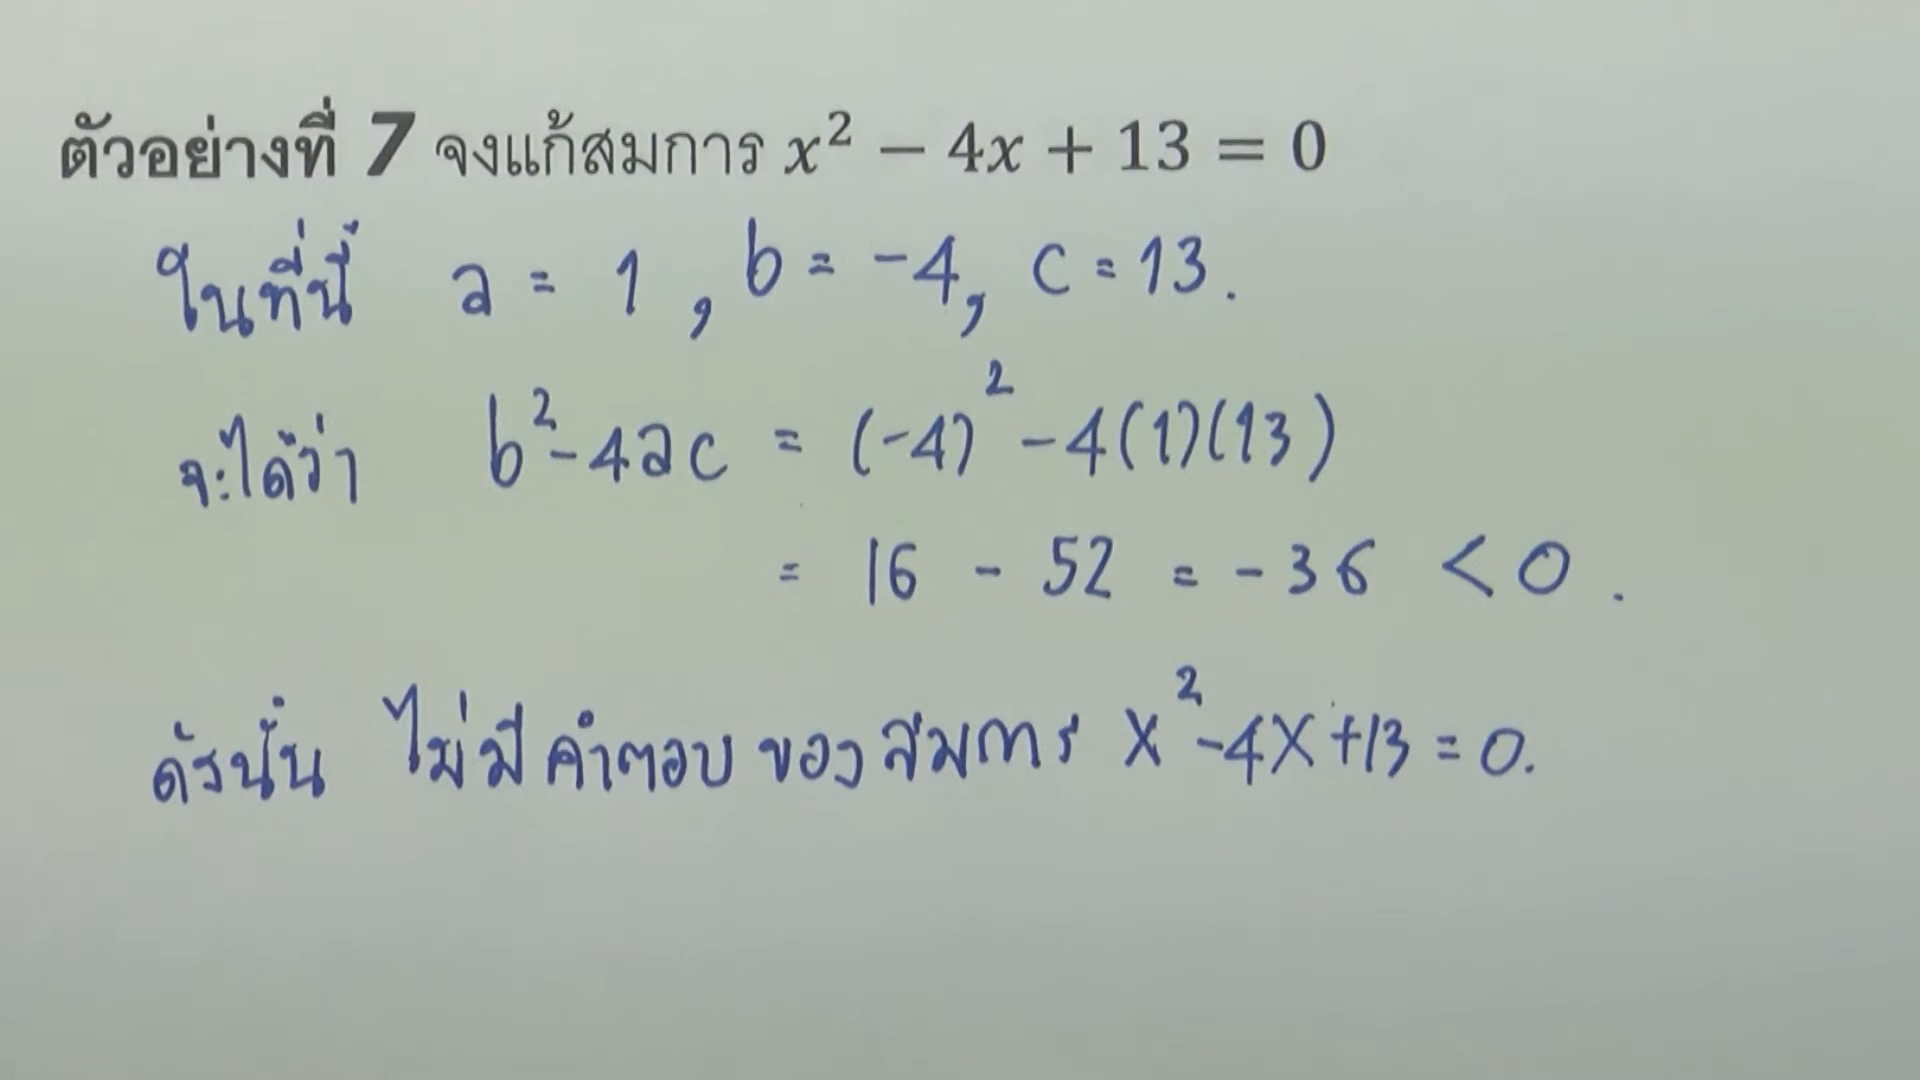 ตัวอย่างที่ 7 จงแก้สมการ x² − 4x + 13 = 0
ในที่นี้ a = 1 , b = -4, c = 13.
จะได้ว่า b² - 4ac = (-4)² - 4(1)(13)
= 16 - 52 = -36 < 0 .
ดังนั้น ไม่มีคำตอบของสมการ x² - 4x + 13 = 0.